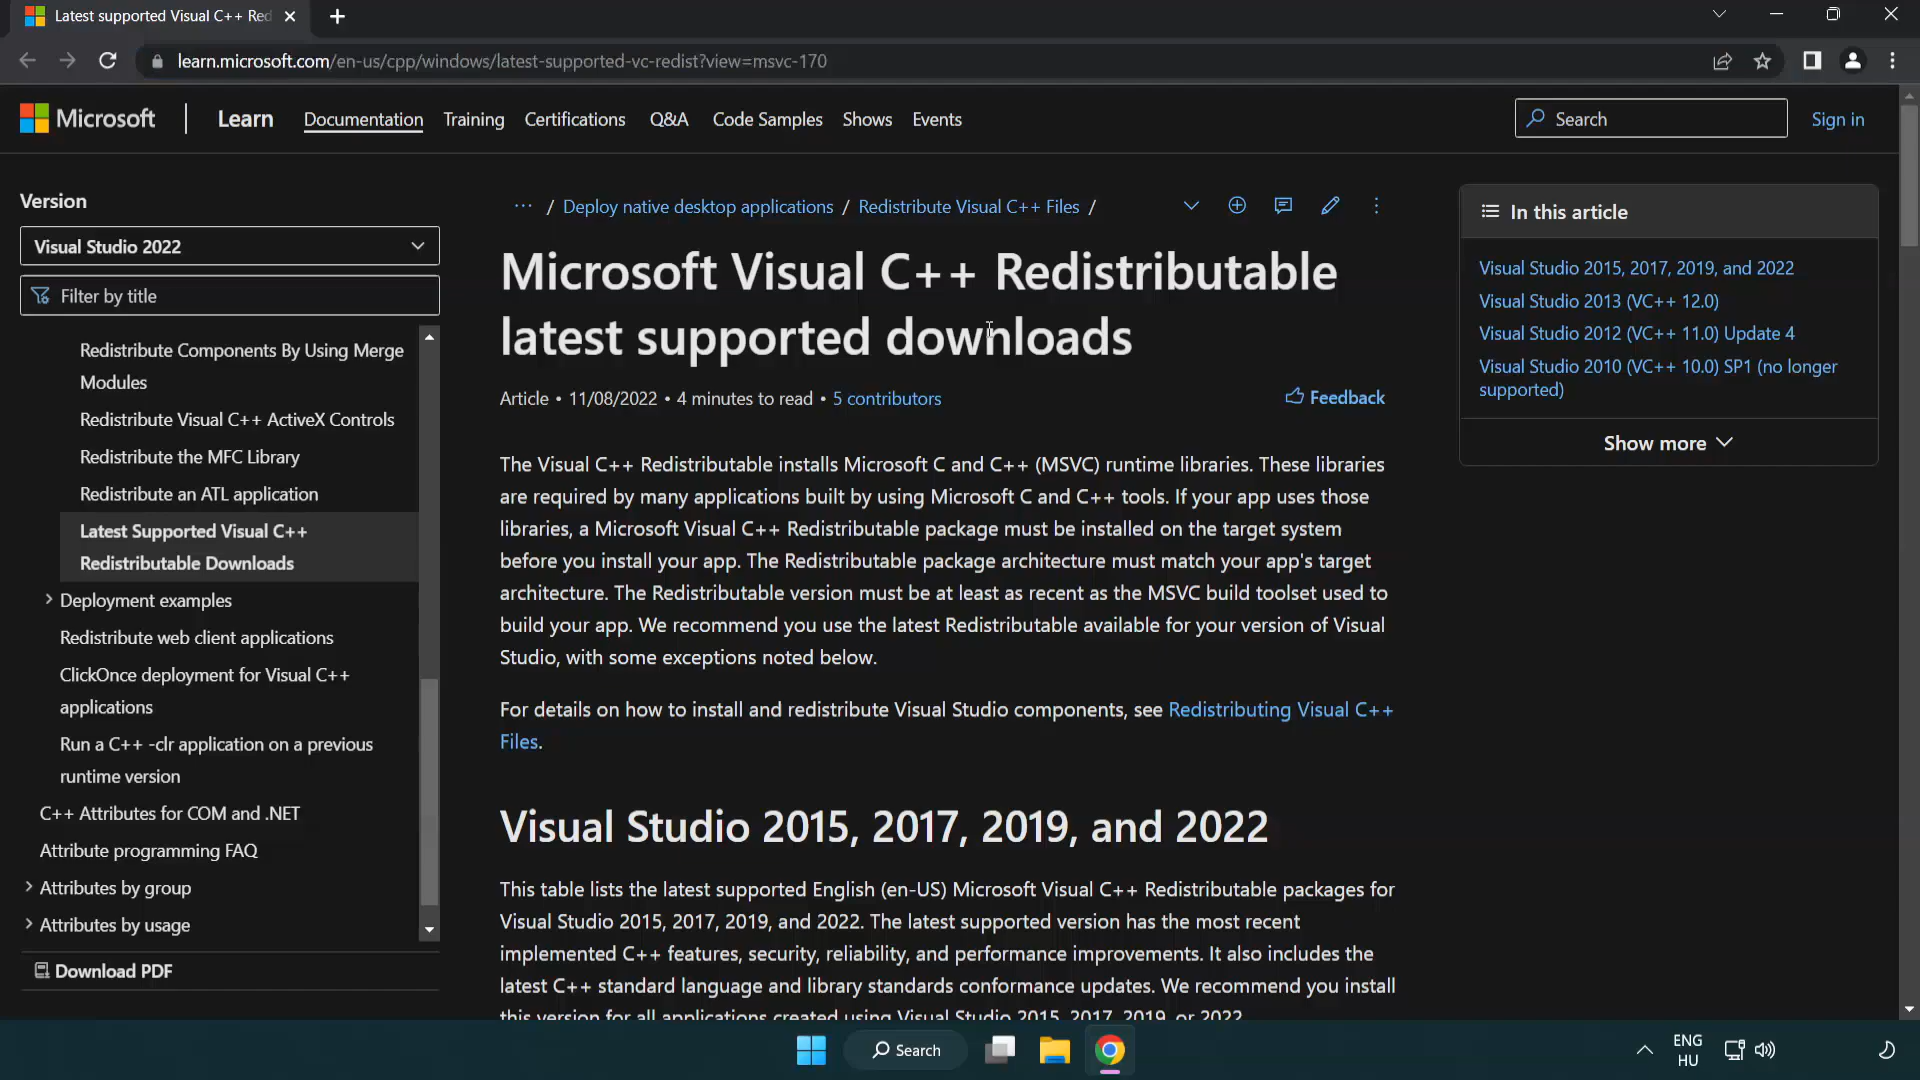 Latest supported Visual C++ Red
learn.microsoft.com/en-us/cpp/windows/latest-supported-vc-redist?view=msvc-170
Microsoft
Learn
Documentation
Training
Certifications
Q&A
Code Samples
Shows
Events
Search
Sign in
Version
Visual Studio 2022
Filter by title
Redistribute Components By Using Merge
Modules
Redistribute Visual C++ ActiveX Controls
Redistribute the MFC Library
Redistribute an ATL application
Latest Supported Visual C++
Redistributable Downloads
Deployment examples
Redistribute web client applications
ClickOnce deployment for Visual C++
applications
Run a C++ -clr application on a previous
runtime version
C++ Attributes for COM and .NET
Attribute programming FAQ
Attributes by group
Attributes by usage
Download PDF
... / Deploy native desktop applications / Redistribute Visual C++ Files /
Microsoft Visual C++ Redistributable
latest supported downloads
Article • 11/08/2022 • 4 minutes to read • 5 contributors
Feedback
The Visual C++ Redistributable installs Microsoft C and C++ (MSVC) runtime libraries. These libraries
are required by many applications built by using Microsoft C and C++ tools. If your app uses those
libraries, a Microsoft Visual C++ Redistributable package must be installed on the target system
before you install your app. The Redistributable package architecture must match your app's target
architecture. The Redistributable version must be at least as recent as the MSVC build toolset used to
build your app. We recommend you use the latest Redistributable available for your version of Visual
Studio, with some exceptions noted below.
For details on how to install and redistribute Visual Studio components, see Redistributing Visual C++
Files.
Visual Studio 2015, 2017, 2019, and 2022
This table lists the latest supported English (en-US) Microsoft Visual C++ Redistributable packages for
Visual Studio 2015, 2017, 2019, and 2022. The latest supported version has the most recent
implemented C++ features, security, reliability, and performance improvements. It also includes the
latest C++ standard language and library standards conformance updates. We recommend you install
this version for all applications created using Visual Studio 2015, 2017, 2019, or 2022.
In this article
Visual Studio 2015, 2017, 2019, and 2022
Visual Studio 2013 (VC++ 12.0)
Visual Studio 2012 (VC++ 11.0) Update 4
Visual Studio 2010 (VC++ 10.0) SP1 (no longer
supported)
Show more
Search
ENG
HU